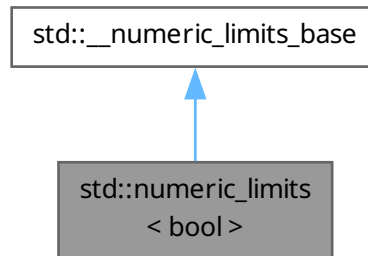 std::__numeric_limits_base
std::numeric_limits
< bool >